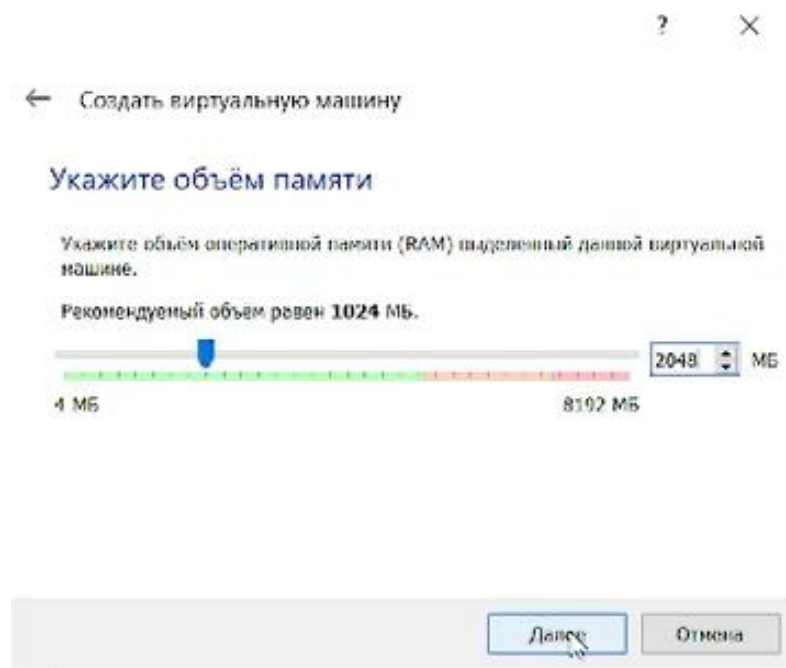 ?
Создать виртуальную машину
Укажите объём памяти
Укажите объём оперативной памяти (RAM) выделенный данной виртуальной
машине.
Рекомендуемый объём равен 1024 МБ.
2048 МБ
4 МБ 8192 МБ
Далее Отмена